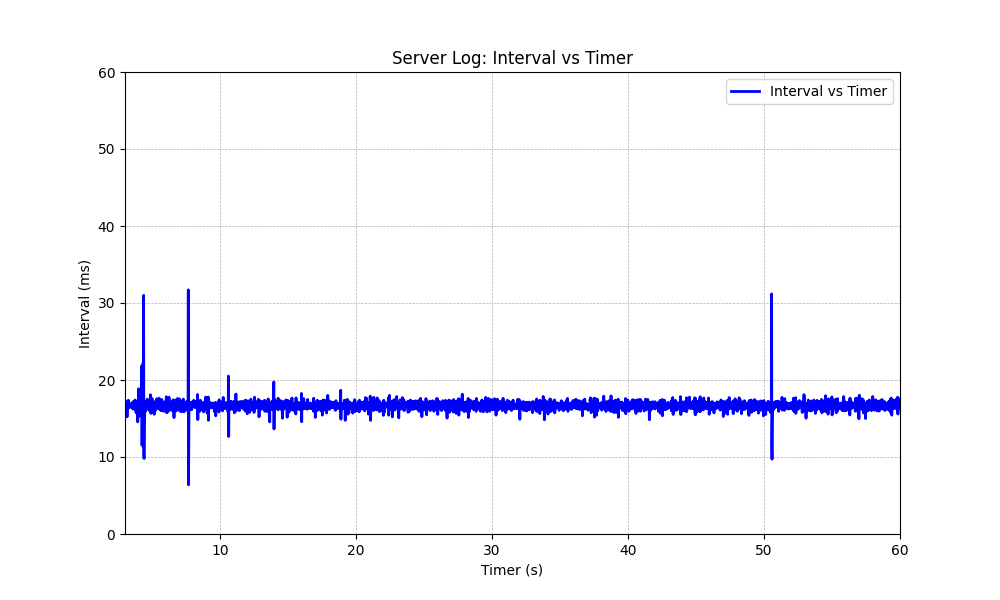 Server Log: Interval vs Timer
Interval vs Timer
60
50
40
30
20
10
0
Interval (ms)
10 20 30 40 50 60
Timer (s)